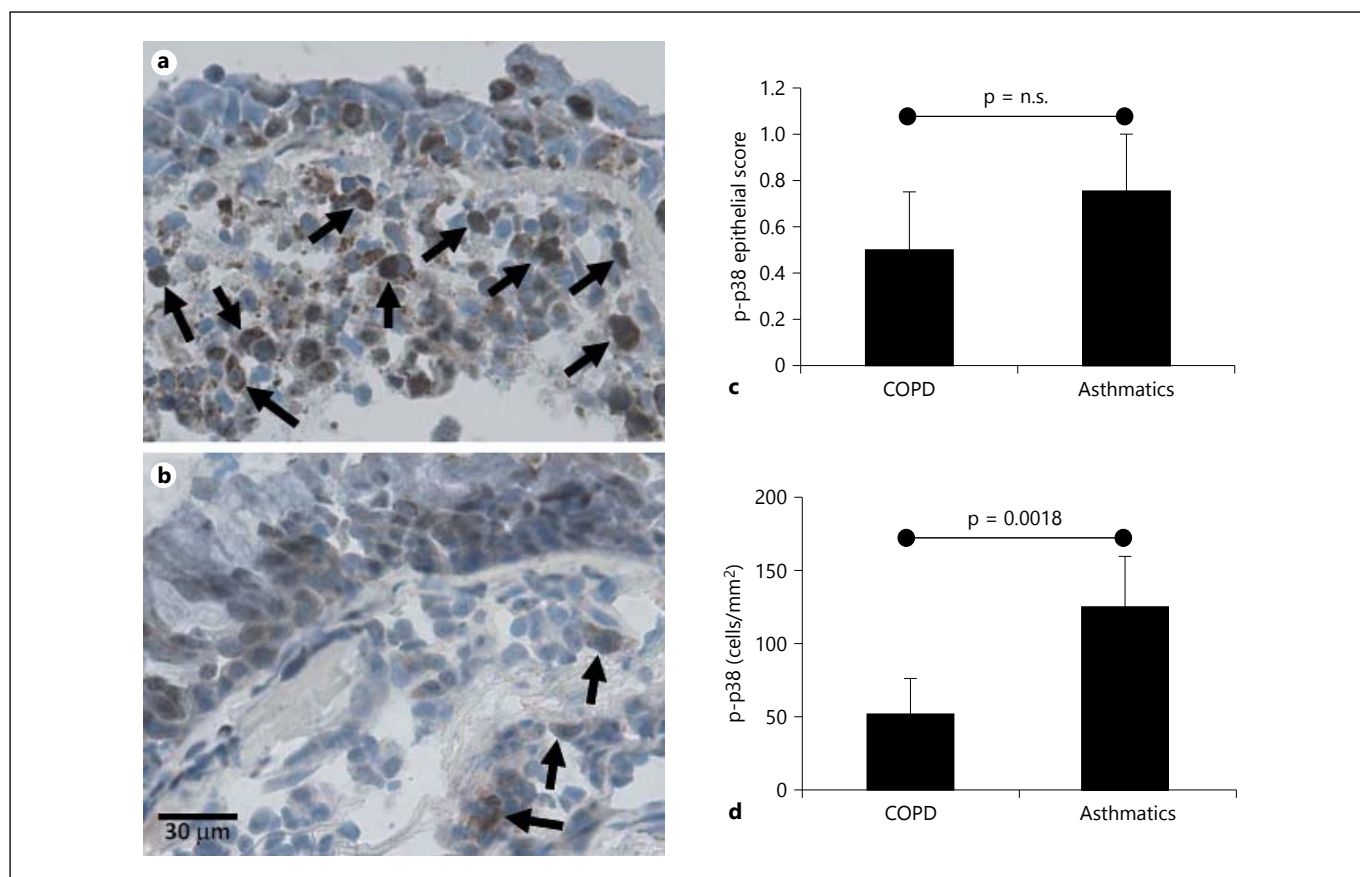 a
b
30 μm
p-p38 epithelial score
1.2
1.0
0.8
0.6
0.4
0.2
0
p = n.s.
COPD
Asthmatics
c
p-p38 (cells/mm²)
200
150
100
50
0
p = 0.0018
COPD
Asthmatics
d